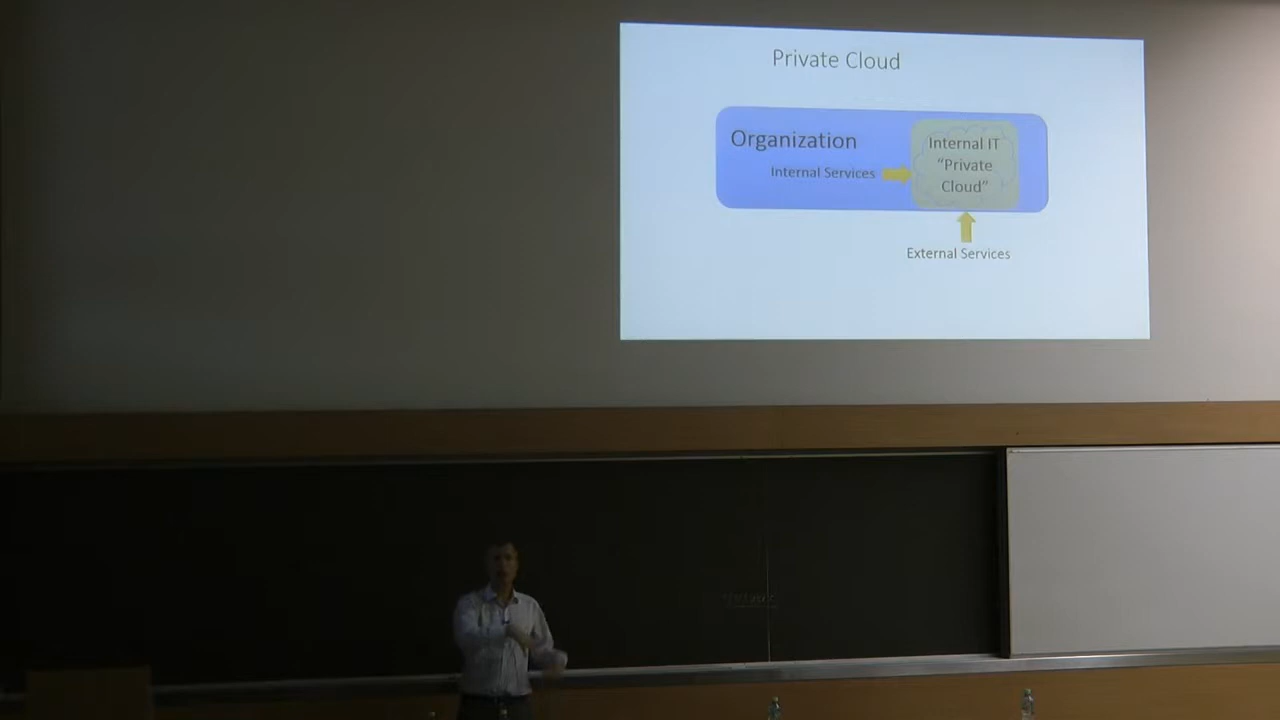 Private Cloud
Organization
Internal Services
Internal IT
“Private
Cloud”
External Services